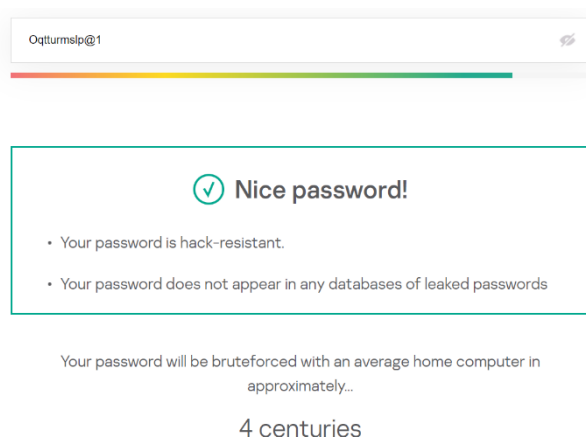 Oqtturmslp@1
Nice password!
• Your password is hack-resistant.
• Your password does not appear in any databases of leaked passwords
Your password will be bruteforced with an average home computer in
approximately...
4 centuries